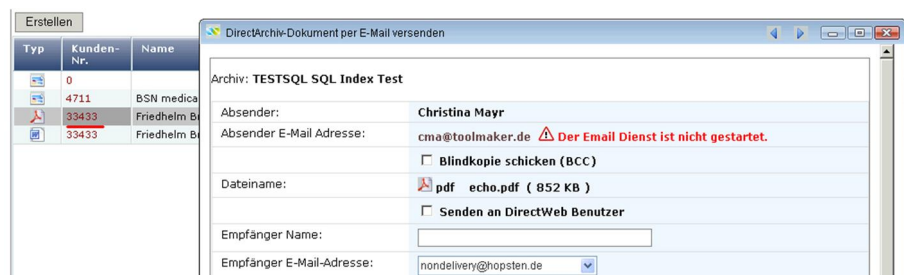 Erstellen
Typ Kunden-Nr. Name
0
4711 BSN medica
33433 Friedhelm B
33433 Friedhelm B
DirectArchiv-Dokument per E-Mail versenden
Archiv: TESTSQL SQL Index Test
Absender: Christina Mayr
Absender E-Mail Adresse: cma@toolmaker.de Der Email Dienst ist nicht gestartet.
Blindkopie schicken (BCC)
Dateiname: pdf echo.pdf ( 852 KB )
Senden an DirectWeb Benutzer
Empfänger Name:
Empfänger E-Mail-Adresse: nondelivery@hopsten.de